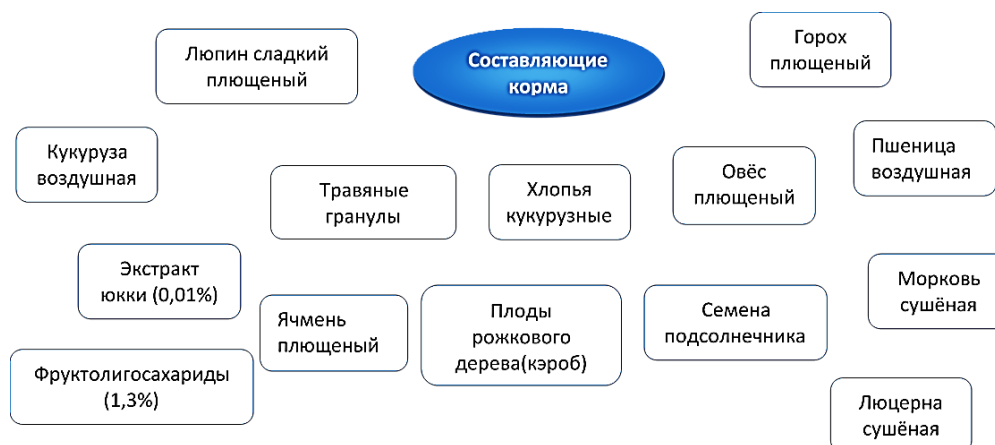 Люпин сладкий
плющеный
Составляющие
корма
Горох
плющеный
Кукуруза
воздушная
Травяные
гранулы
Хлопья
кукурузные
Овёс
плющеный
Пшеница
воздушная
Экстракт
юкки (0,01%)
Ячмень
плющеный
Плоды
рожкового
дерева(кэроб)
Семена
подсолнечника
Морковь
сушёная
Фруктолигосахариды
(1,3%)
Люцерна
сушёная